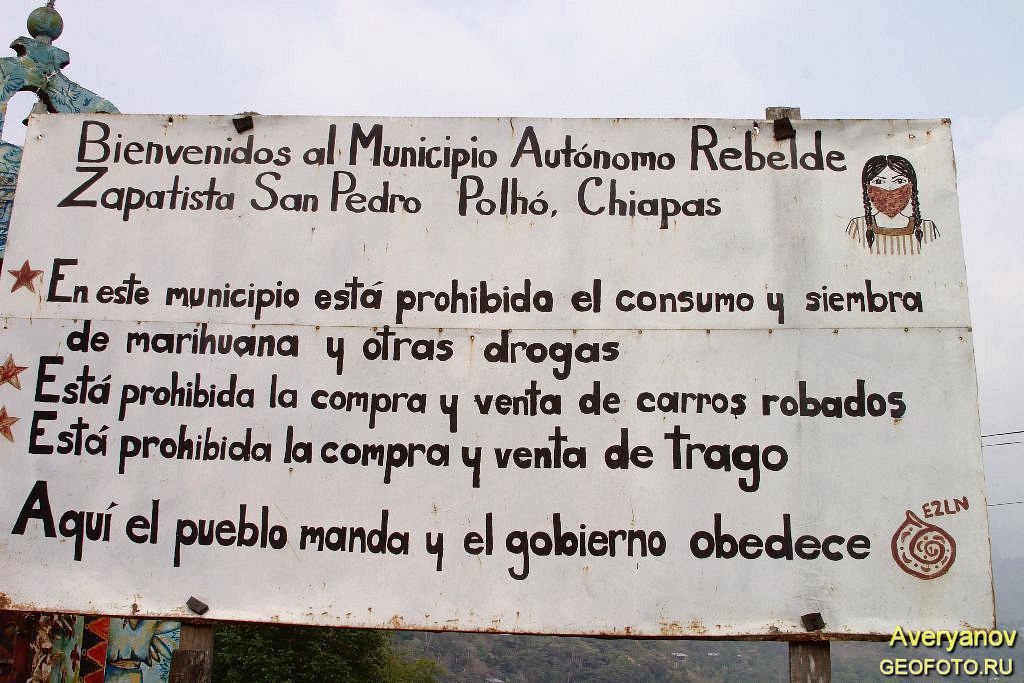 Bienvenidos al Municipio Autónomo Rebelde
Zapatista San Pedro Polhó, Chiapas
En este municipio está prohibida el consumo y siembra
de marihuana y otras drogas
Está prohibida la compra y venta de carros robados
Está prohibida la compra y venta de trago
Aquí el pueblo manda y el gobierno obedece
EZLN
Averyanov
GEOFOTO.RU